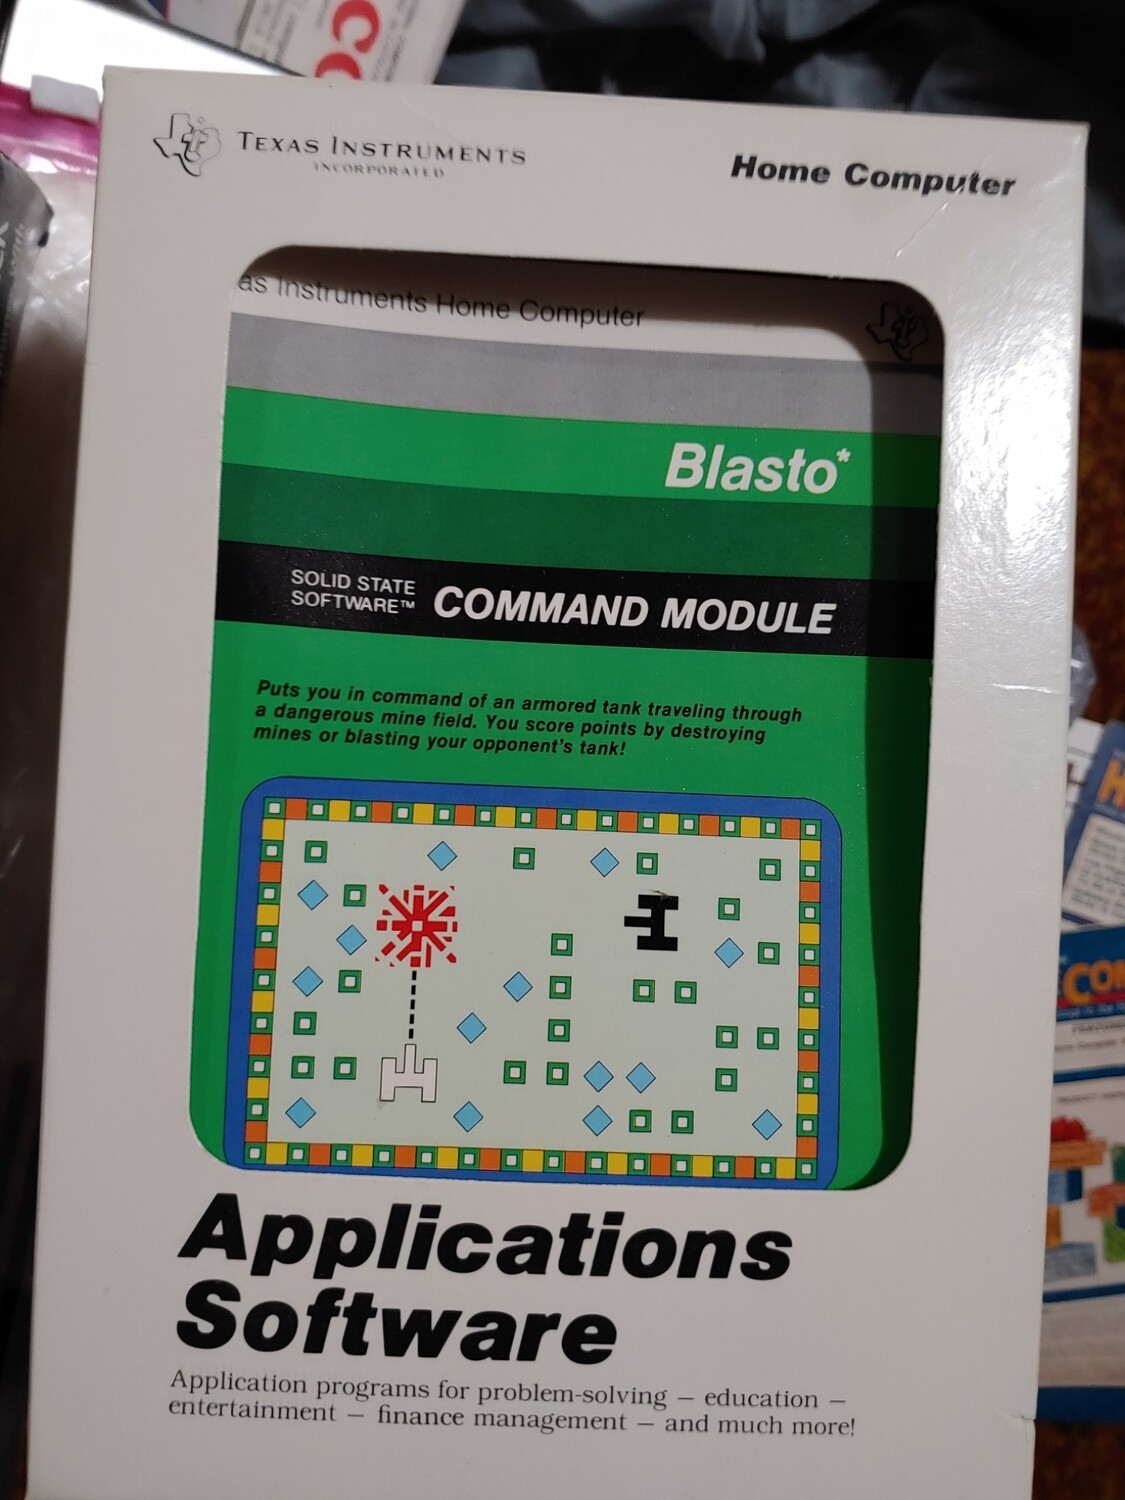 TEXAS INSTRUMENTS
INCORPORATED
Home Computer
as Instruments Home Computer
Blasto*
SOLID STATE
SOFTWARE™
COMMAND MODULE
Puts you in command of an armored tank traveling through
a dangerous mine field. You score points by destroying
mines or blasting your opponent's tank!
Applications
Software
Application programs for problem-solving — education —
entertainment — finance management — and much more!